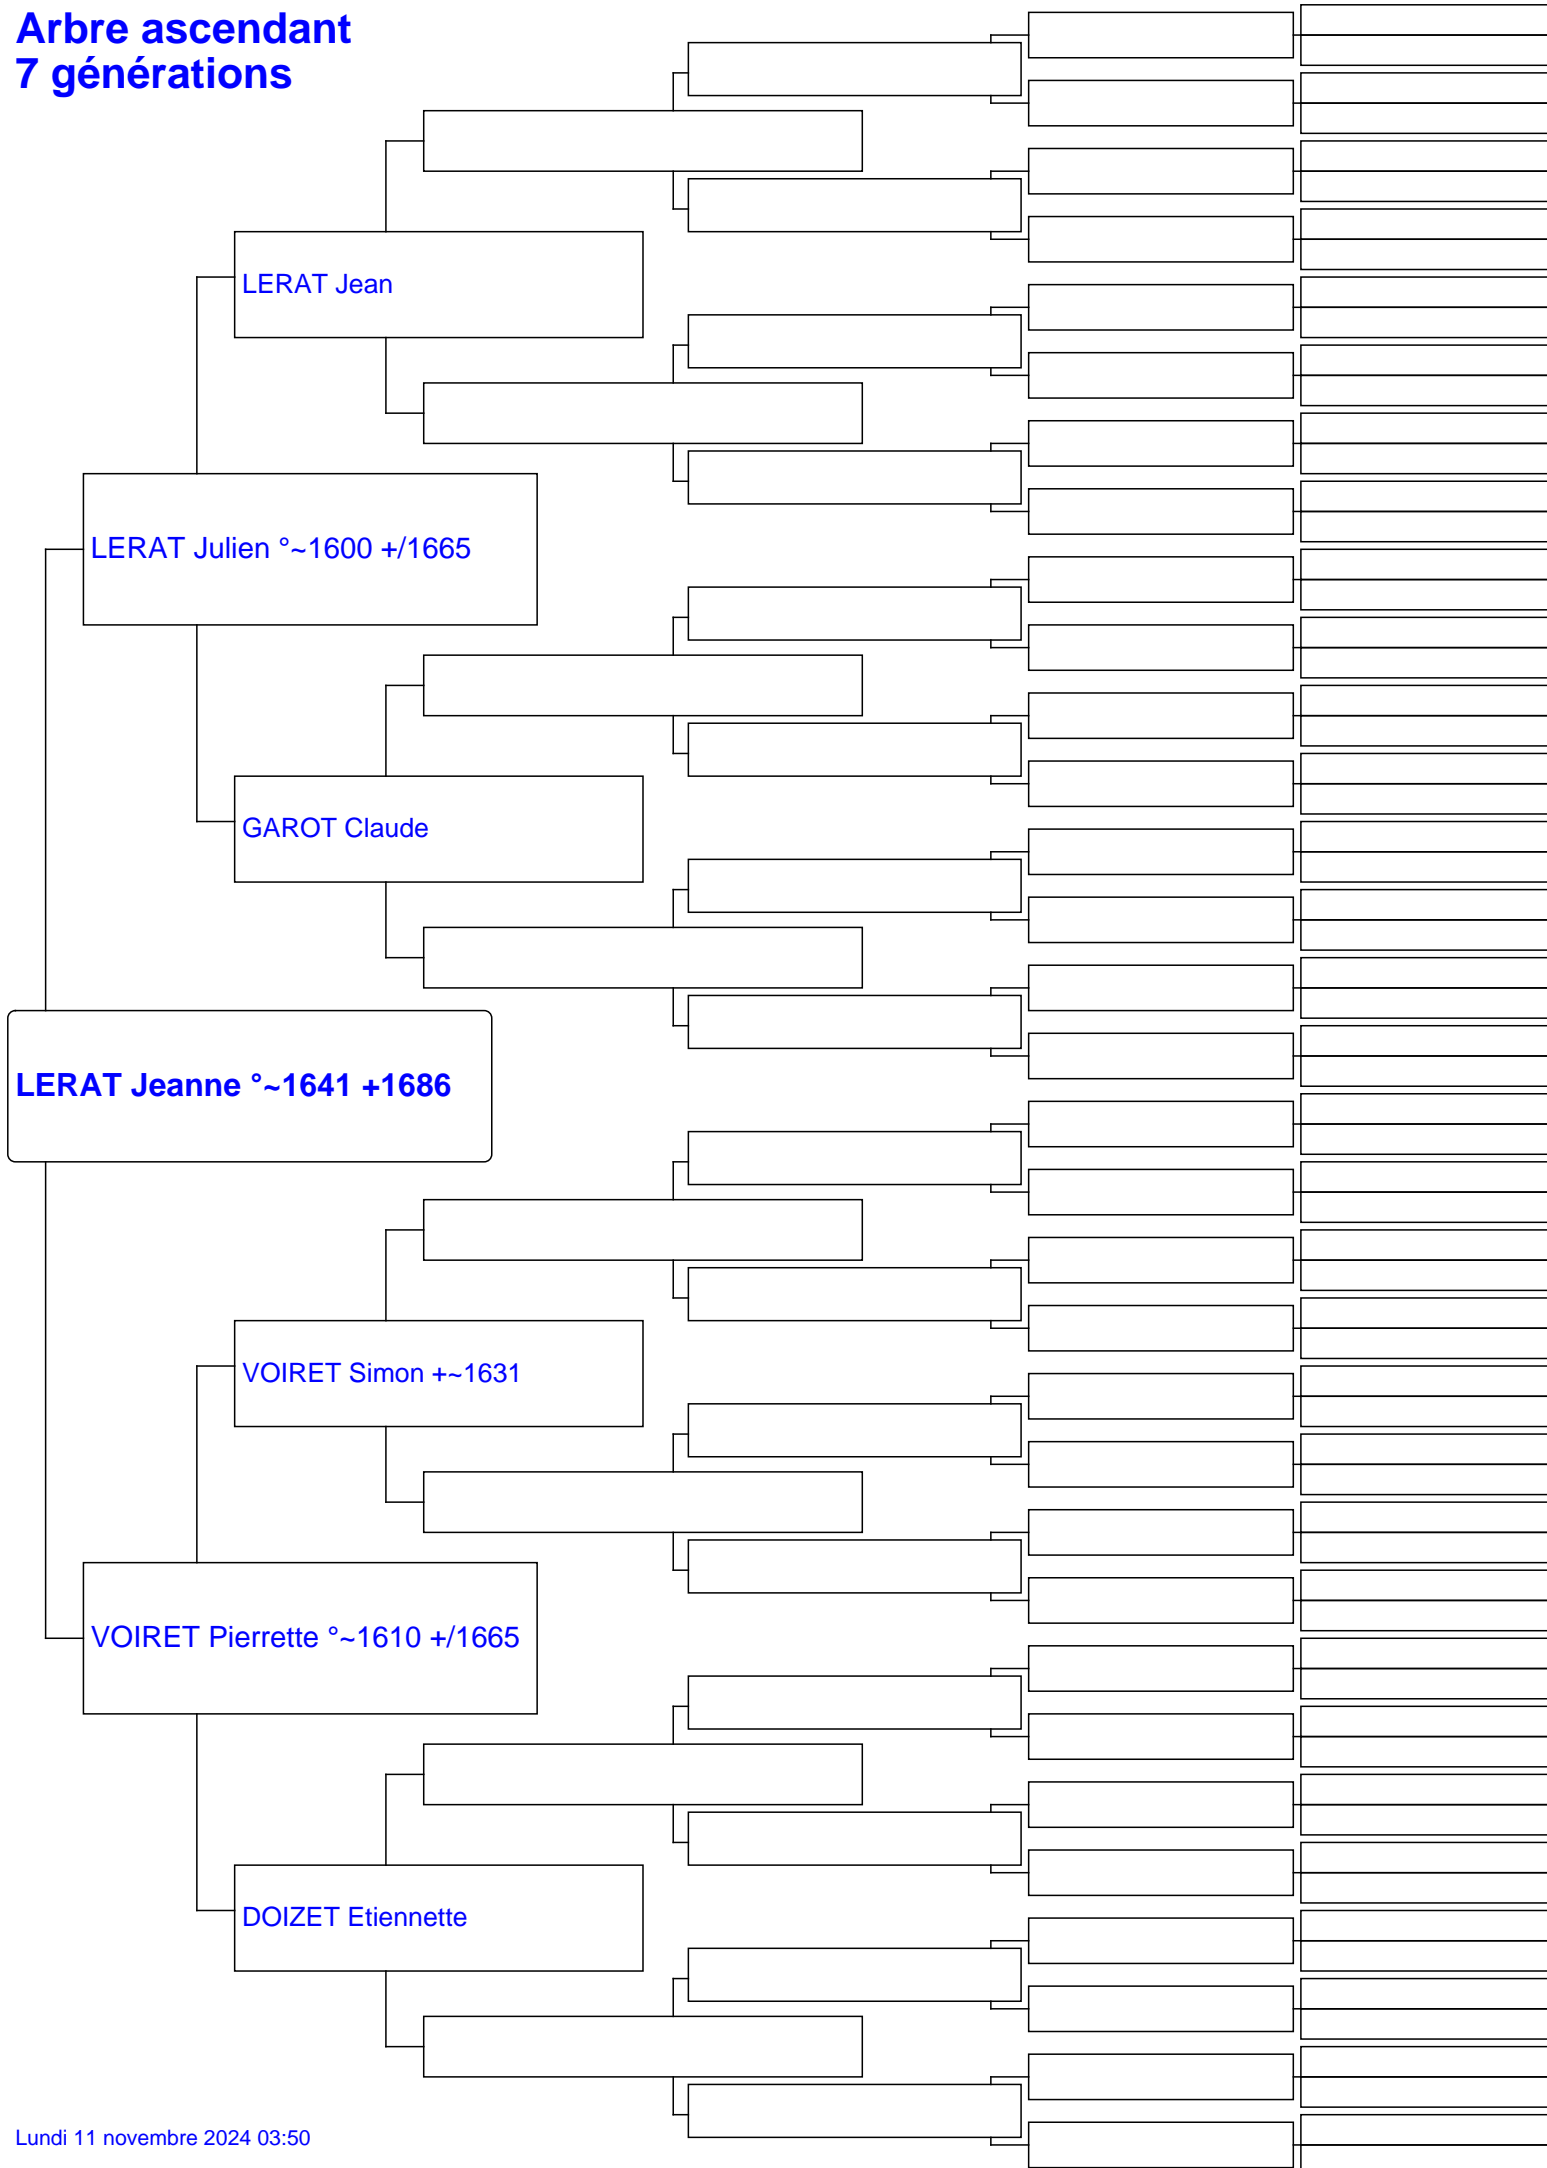 Arbre ascendant
7 générations
LERAT Jean
LERAT Julien °~1600 +/1665
GAROT Claude
LERAT Jeanne °~1641 +1686
VOIRET Simon +~1631
VOIRET Pierrette °~1610 +/1665
DOIZET Etiennette
Lundi 11 novembre 2024 03:50